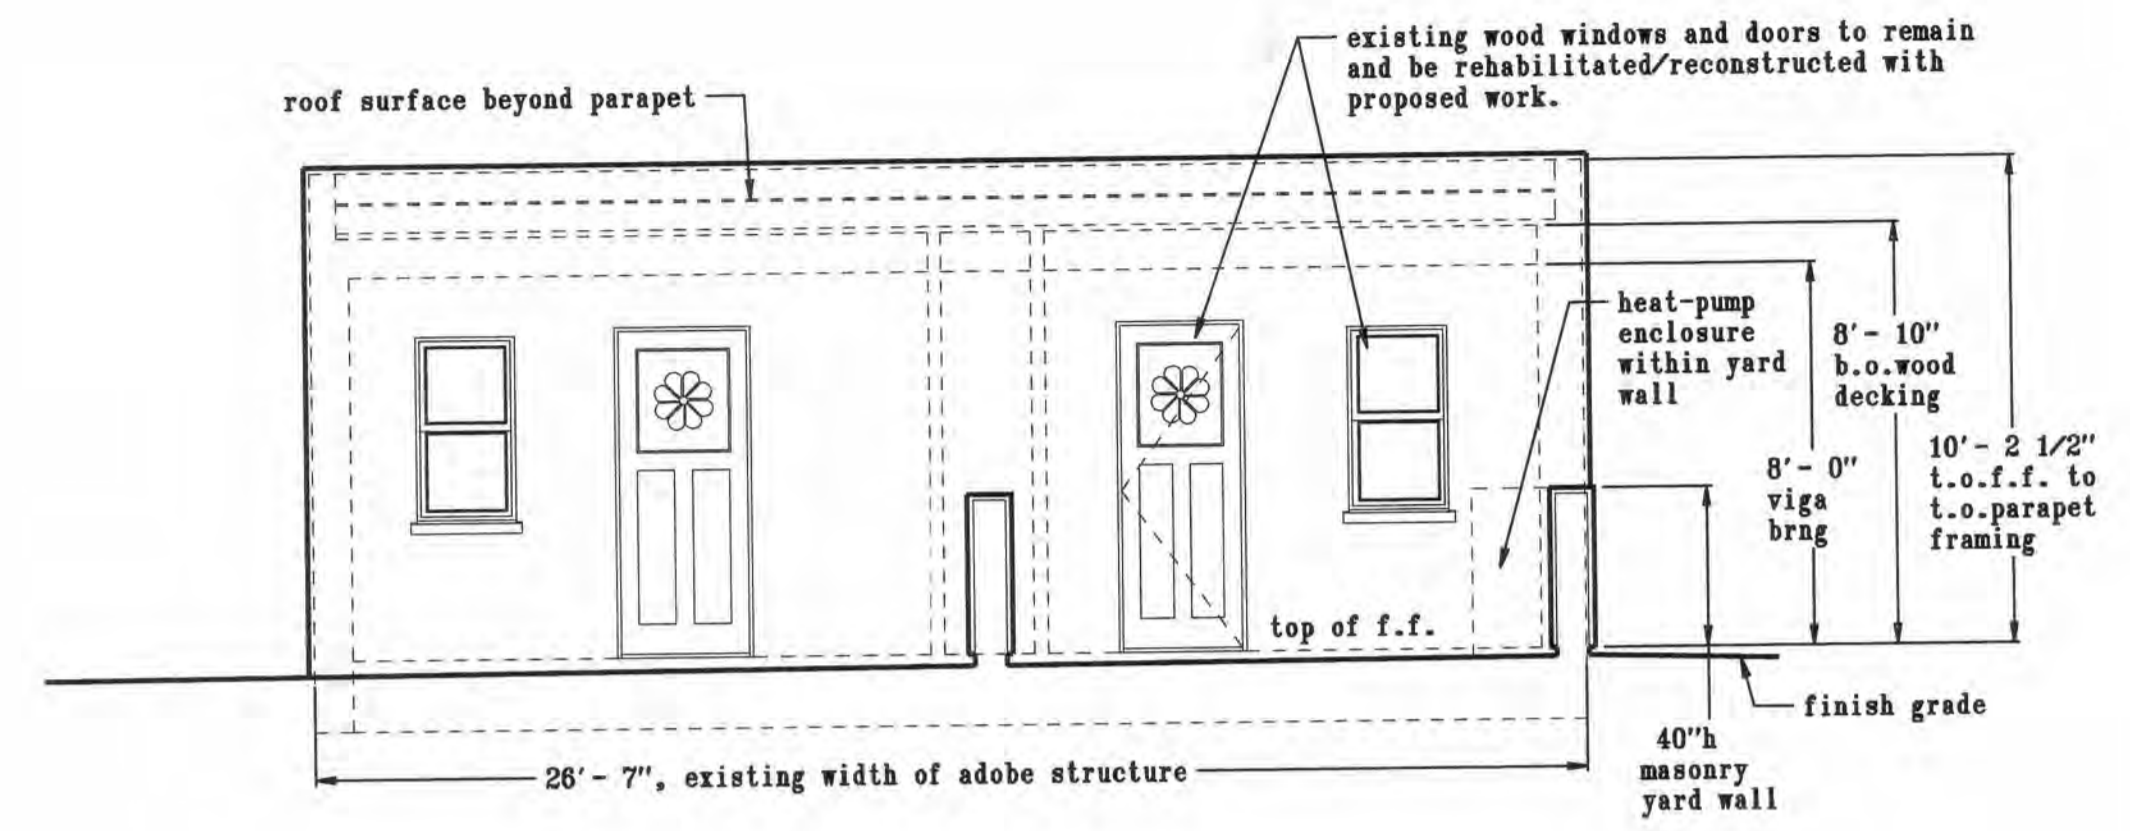 existing wood windows and doors to remain
and be rehabilitated/reconstructed with
proposed work.
roof surface beyond parapet
heat-pump
enclosure
within yard
wall
8'- 10"
b.o.wood
decking
8'- 0"
viga
brng
10'- 2 1/2"
t.o.f.f. to
t.o.parapet
framing
top of f.f.
finish grade
40"h
masonry
yard wall
26'- 7", existing width of adobe structure